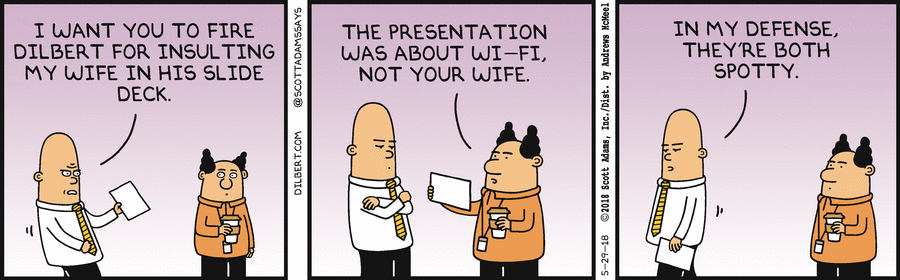 I WANT YOU TO FIRE
DILBERT FOR INSULTING
MY WIFE IN HIS SLIDE
DECK.
DILBERT.COM @SCOTTADAMSSAYS
THE PRESENTATION
WAS ABOUT WI-FI,
NOT YOUR WIFE.
5-29-18 ©2018 Scott Adams, Inc./Dist. by Andrews McMeel
IN MY DEFENSE,
THEY'RE BOTH
SPOTTY.